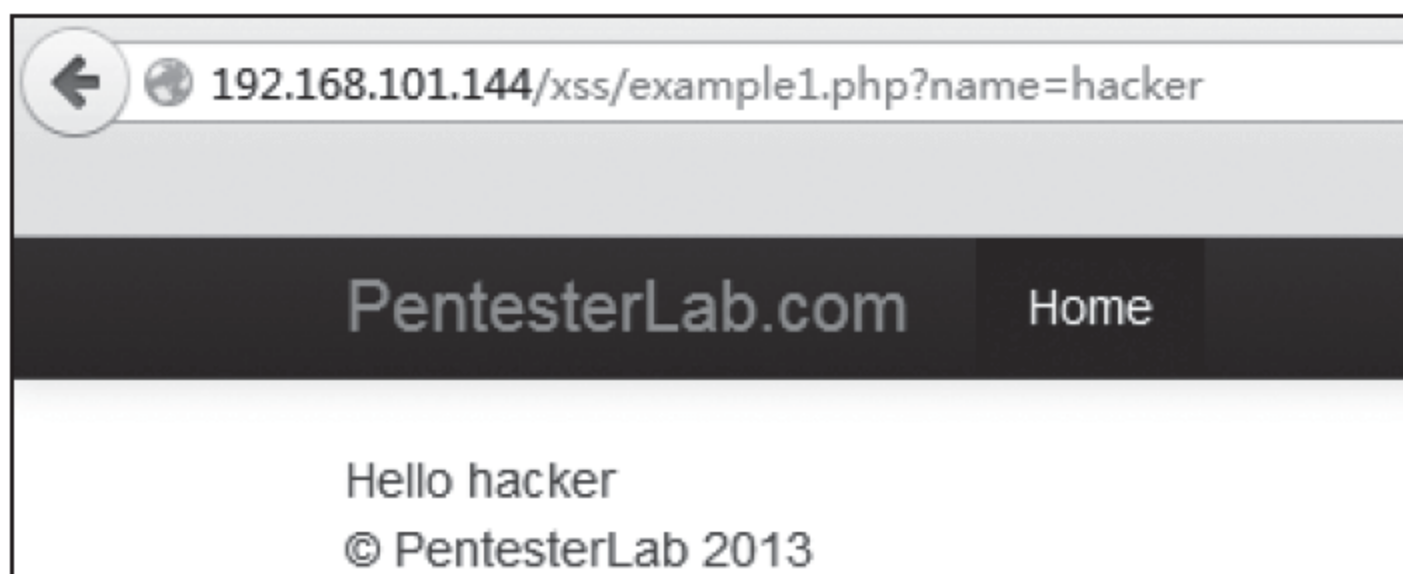 192.168.101.144/xss/example1.php?name=hacker
PentesterLab.com Home
Hello hacker
© PentesterLab 2013